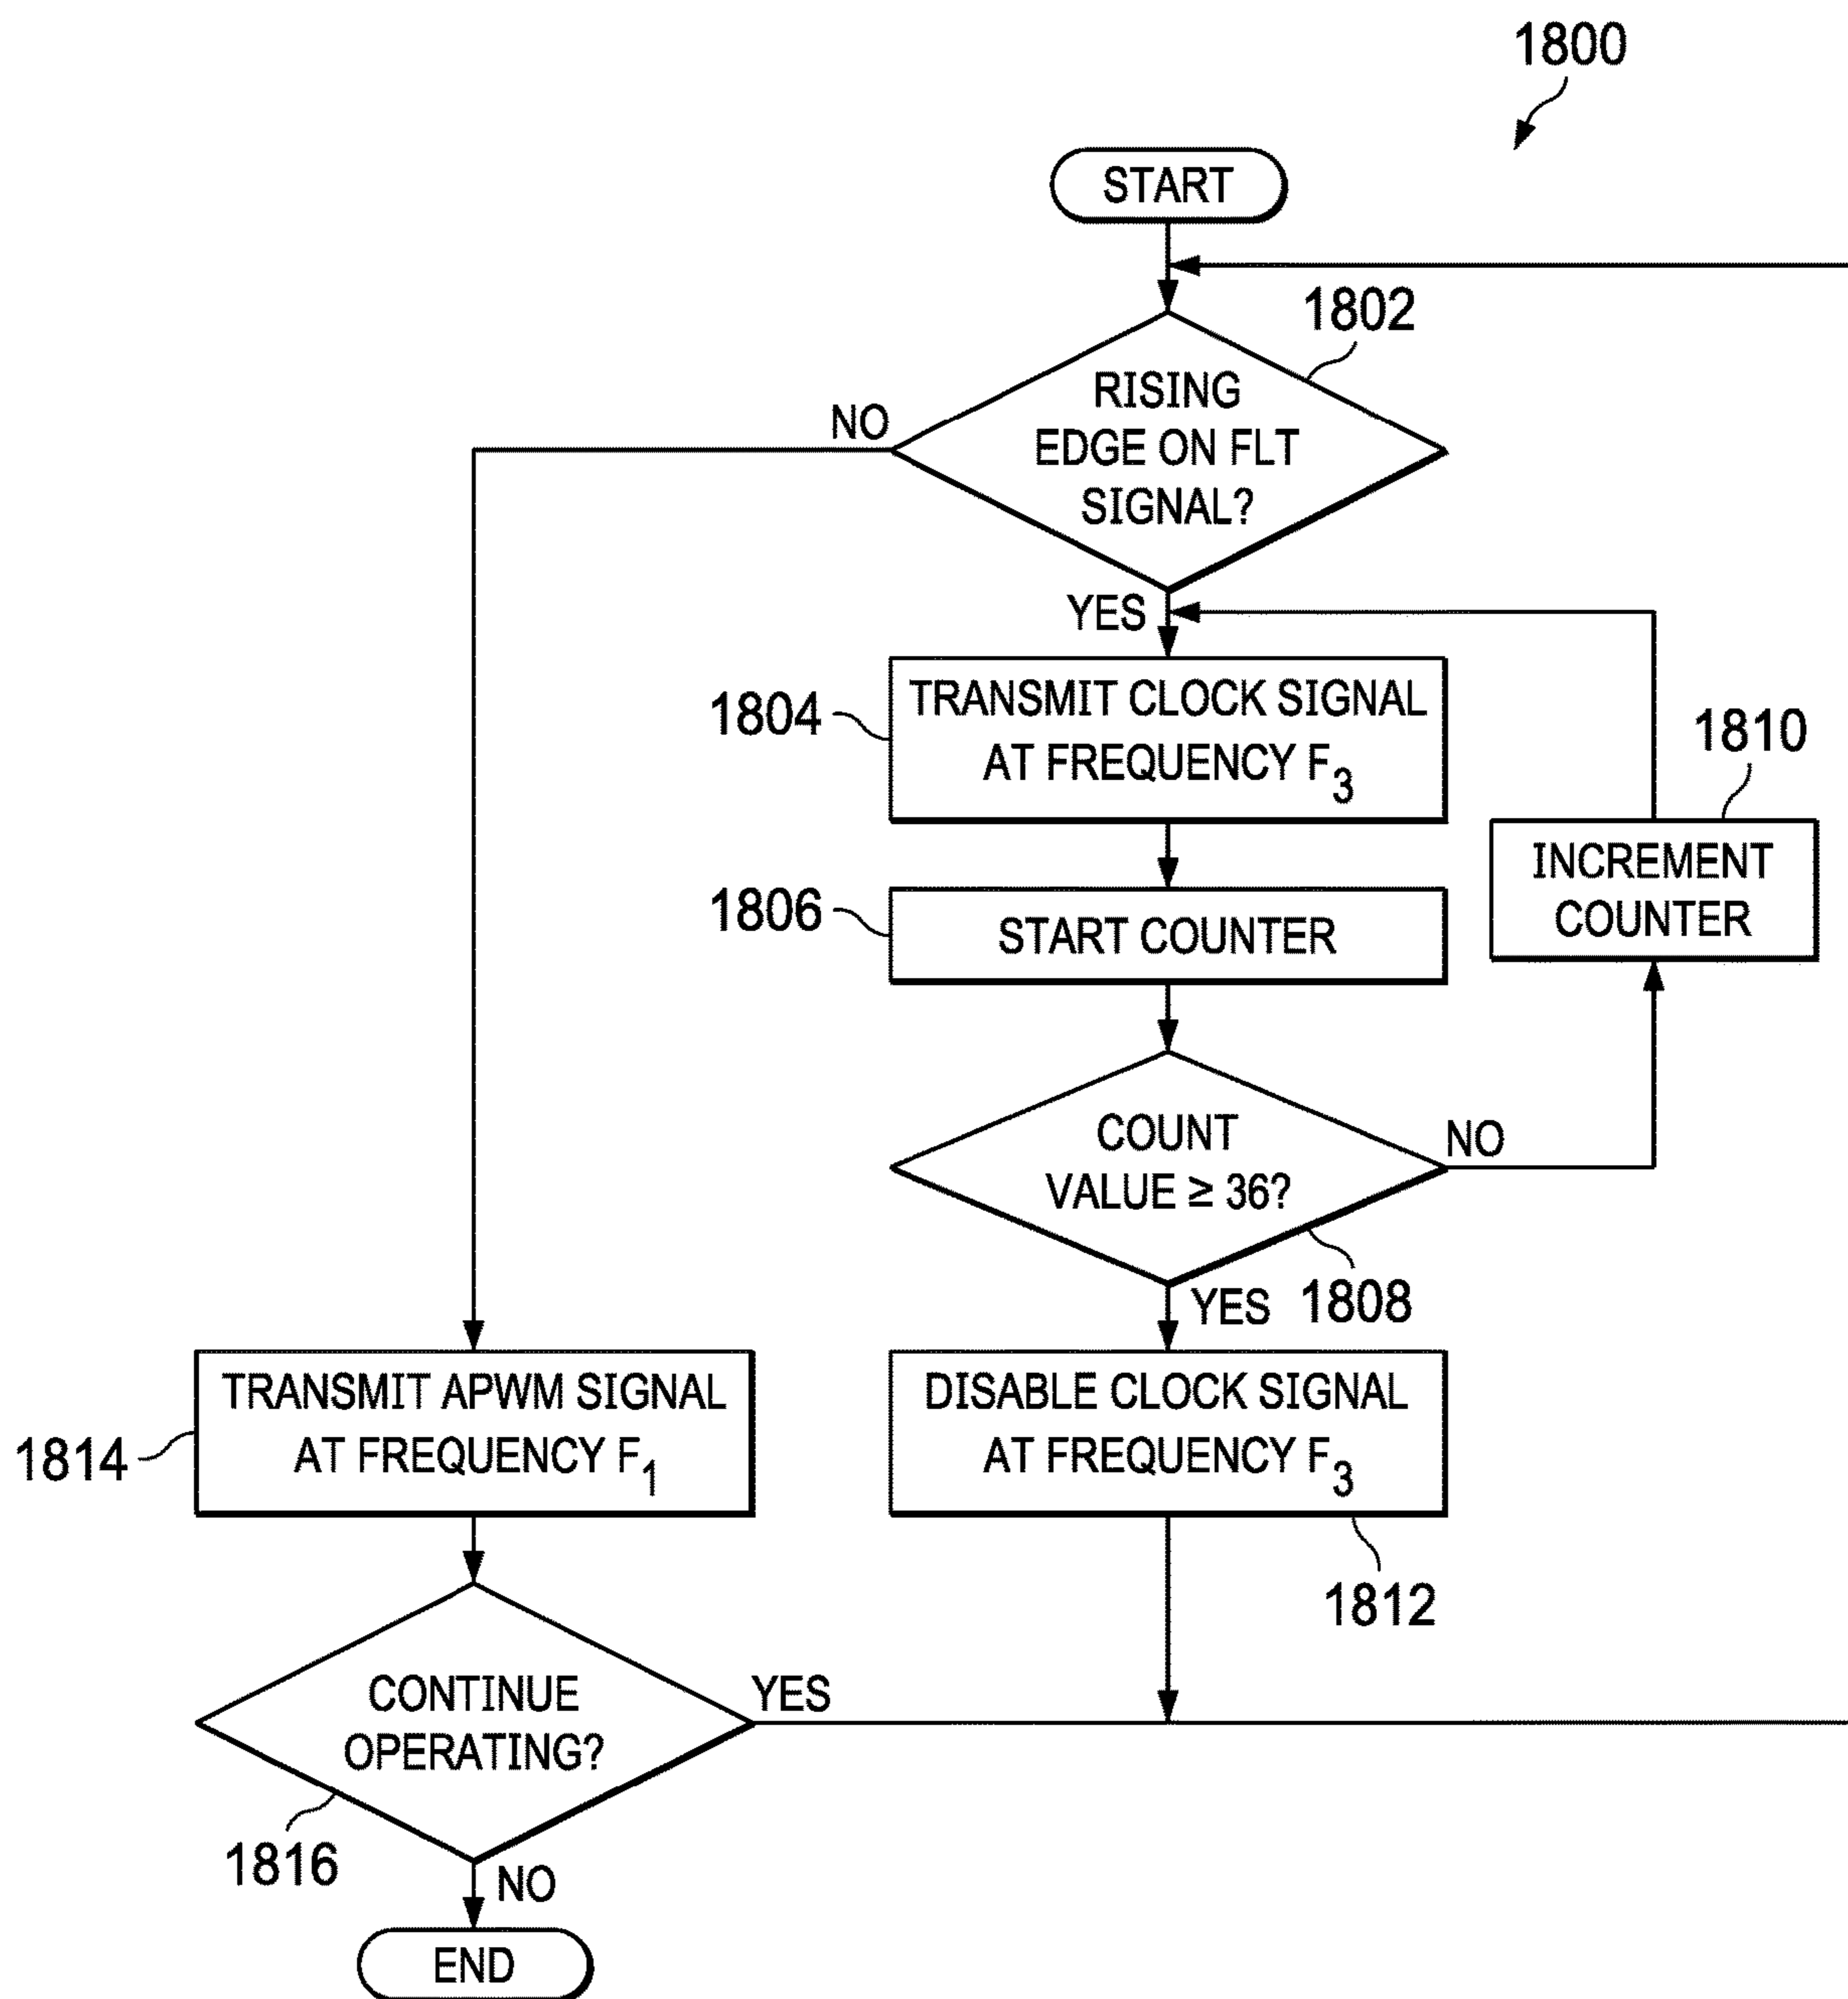 1800
START
1802
RISING
EDGE ON FLT
SIGNAL?
NO
YES
1804
TRANSMIT CLOCK SIGNAL
AT FREQUENCY F3
1810
INCREMENT
COUNTER
1806
START COUNTER
COUNT
VALUE ≥ 36?
NO
YES
1808
TRANSMIT APWM SIGNAL
AT FREQUENCY F1
1814
DISABLE CLOCK SIGNAL
AT FREQUENCY F3
1812
CONTINUE
OPERATING?
YES
1816
NO
END